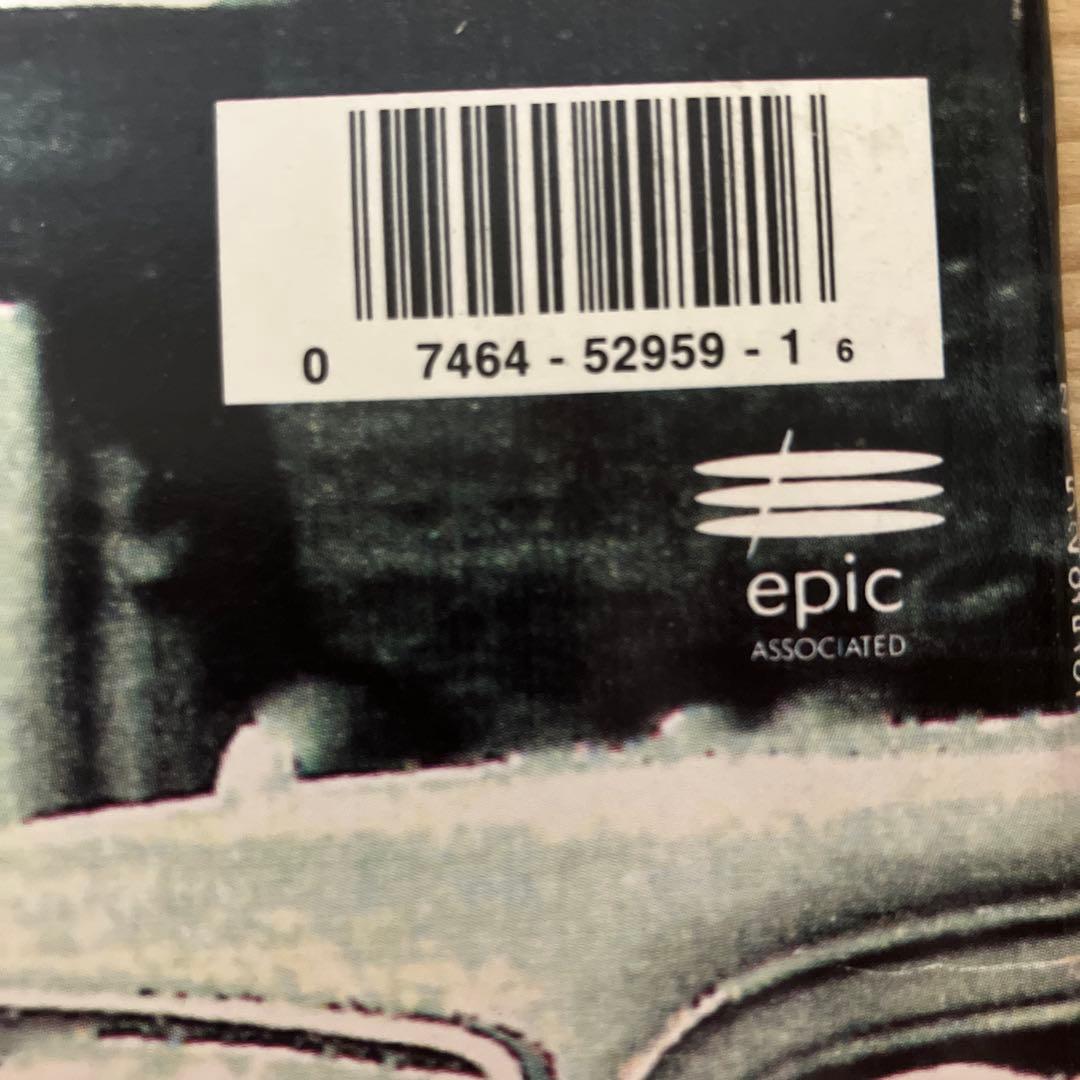 0 7464 - 52959 - 1 6
epic
ASSOCIATED